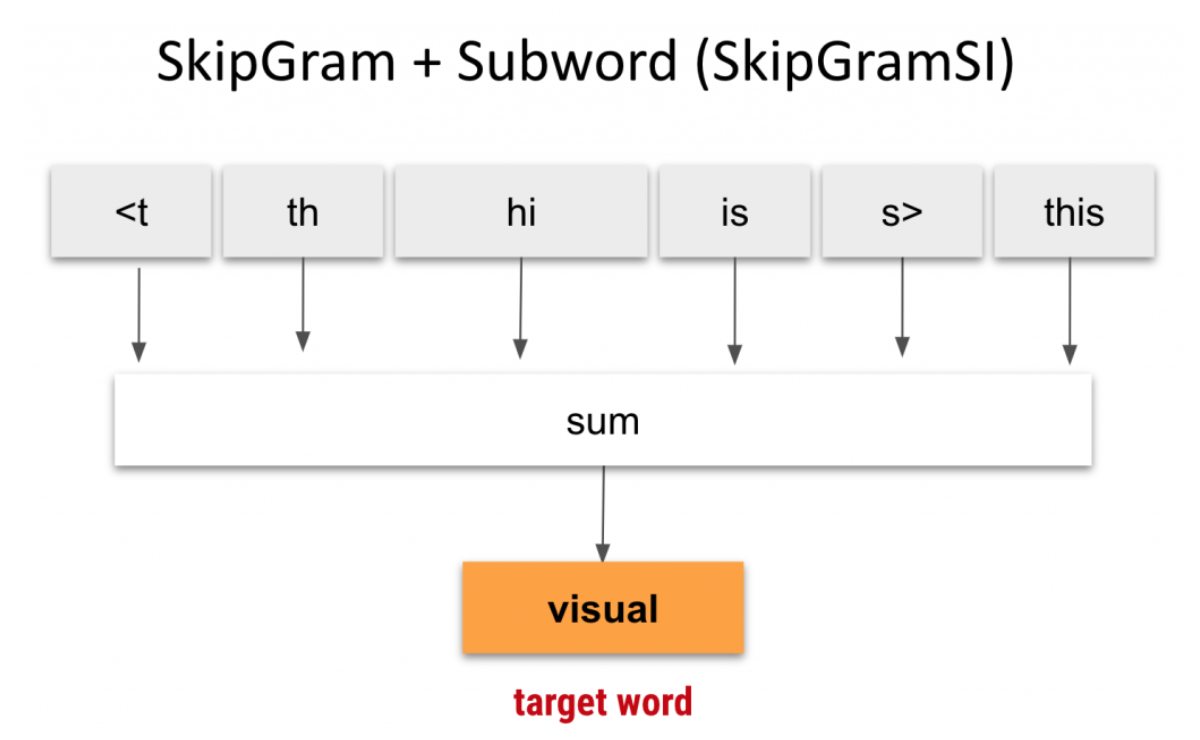 SkipGram + Subword (SkipGramSI)
<t th hi is s> this
sum
visual
target word